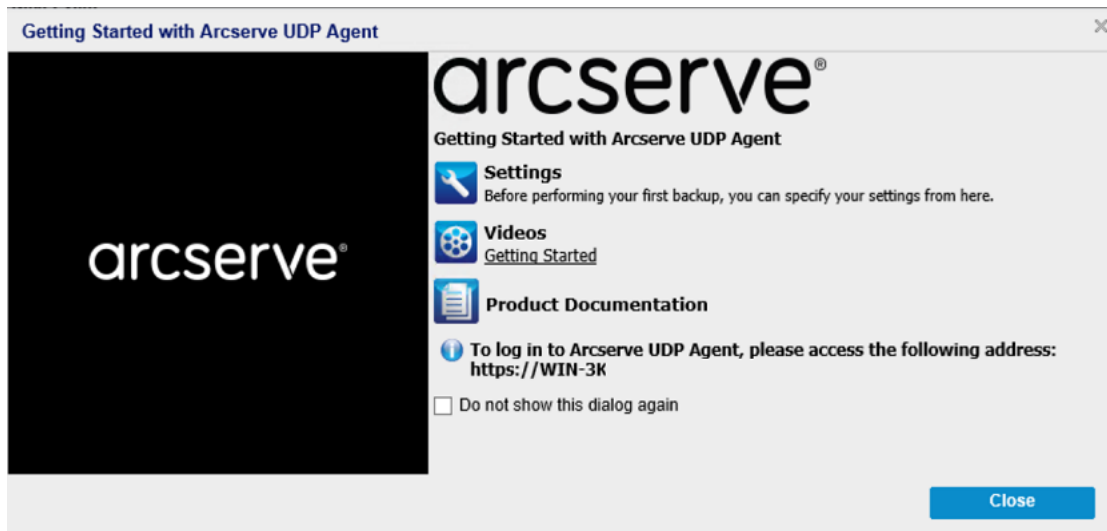 Getting Started with Arcserve UDP Agent
arcserve®
arcserve®
Getting Started with Arcserve UDP Agent
Settings
Before performing your first backup, you can specify your settings from here.
Videos
Getting Started
Product Documentation
To log in to Arcserve UDP Agent, please access the following address:
https://WIN-3K
Do not show this dialog again
Close